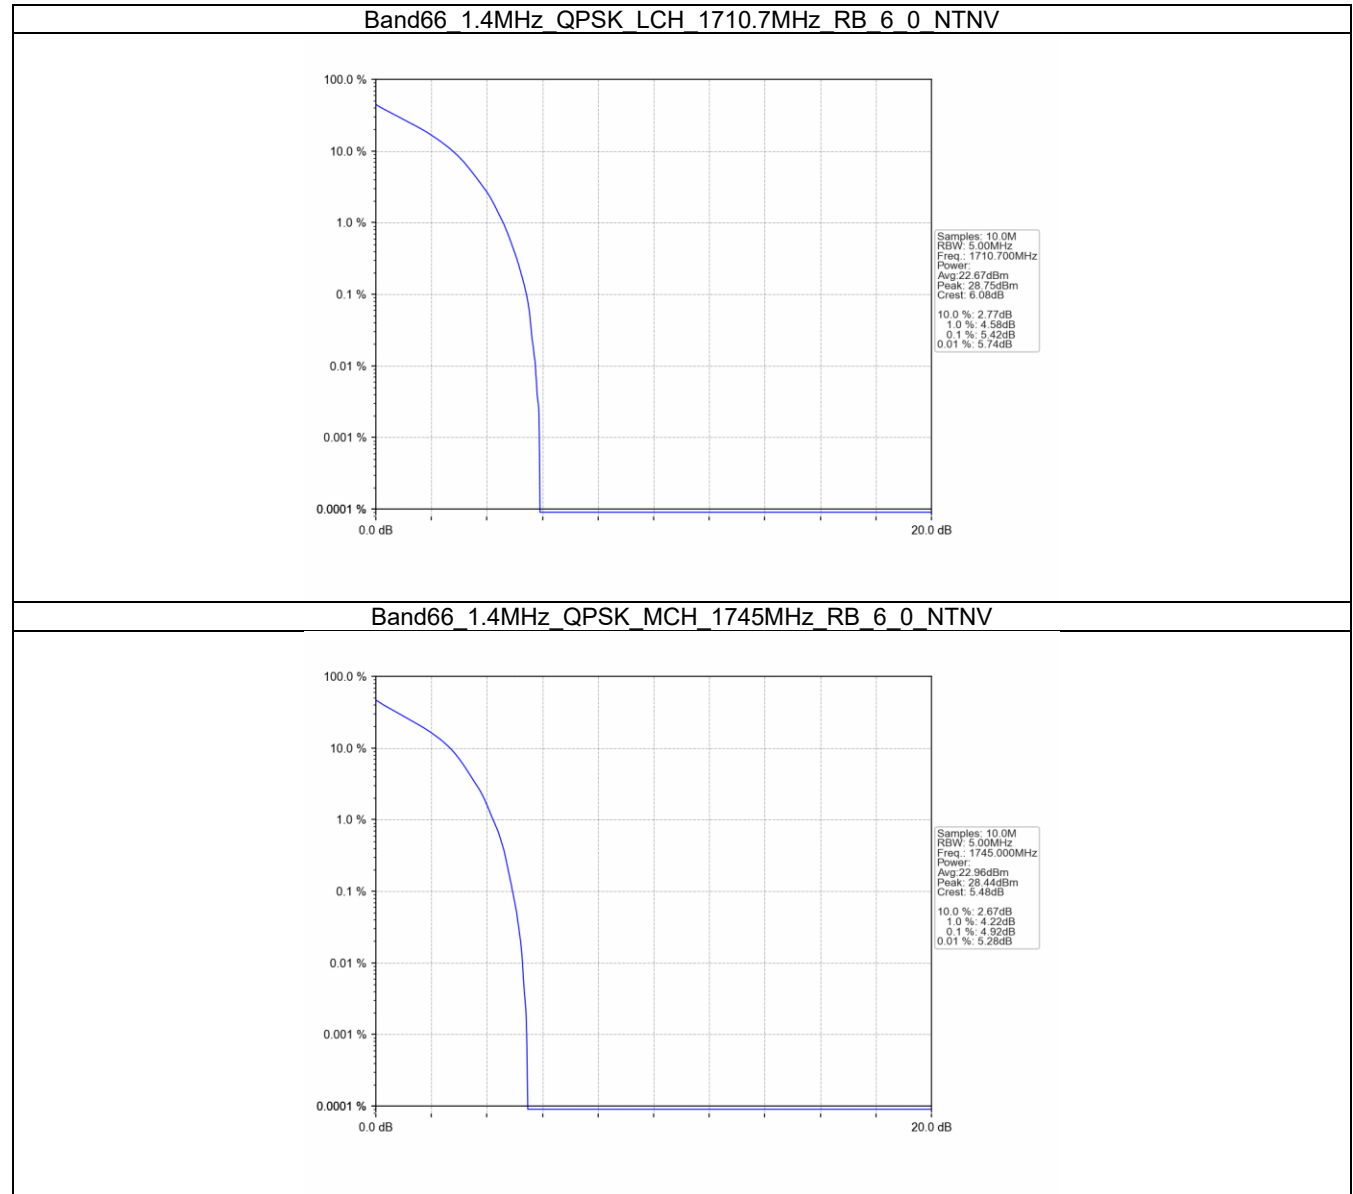 Band66_1.4MHz_QPSK_LCH_1710.7MHz_RB_6_0_NTNV
100.0 %
10.0 %
1.0 %
0.1 %
0.01 %
0.001 %
0.0001 %
0.0 dB
20.0 dB
Samples: 10.0M
RBW: 5.00MHz
Freq.: 1710.700MHz
Power:
Avg:22.67dBm
Peak: 28.75dBm
Crest: 6.08dB
10.0 %: 2.77dB
1.0 %: 4.58dB
0.1 %: 5.42dB
0.01 %: 5.74dB
Band66_1.4MHz_QPSK_MCH_1745MHz_RB_6_0_NTNV
100.0 %
10.0 %
1.0 %
0.1 %
0.01 %
0.001 %
0.0001 %
0.0 dB
20.0 dB
Samples: 10.0M
RBW: 5.00MHz
Freq.: 1745.000MHz
Power:
Avg:22.96dBm
Peak: 28.44dBm
Crest: 5.48dB
10.0 %: 2.67dB
1.0 %: 4.22dB
0.1 %: 4.92dB
0.01 %: 5.28dB